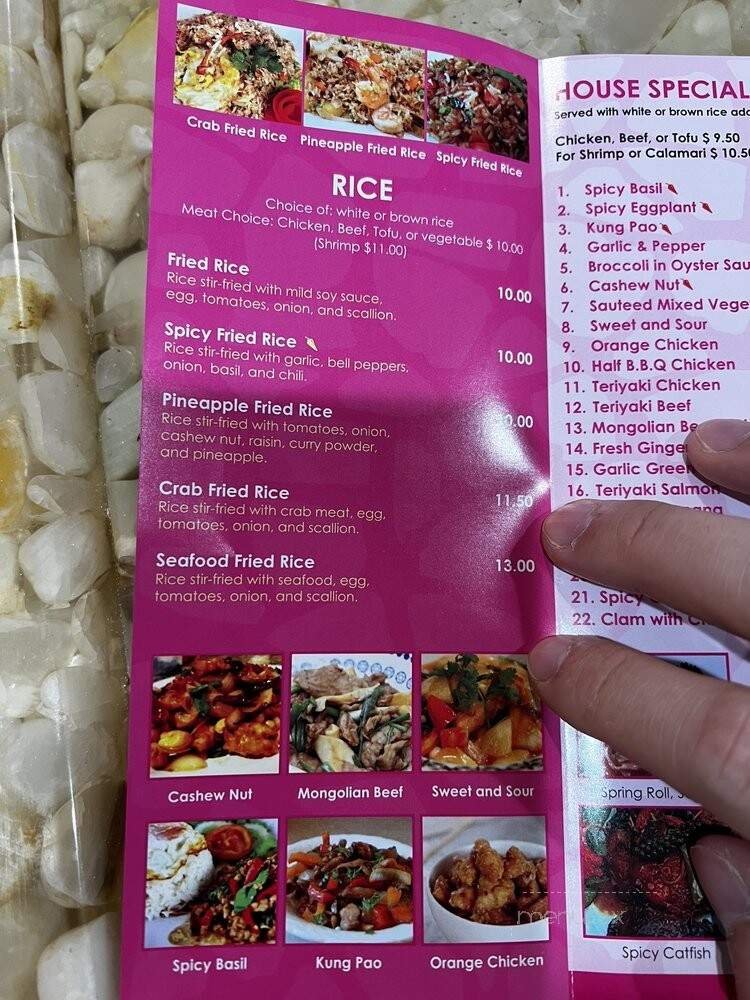 Crab Fried Rice
Pineapple Fried Rice
Spicy Fried Rice
RICE
Choice of: white or brown rice
Meat Choice: Chicken, Beef, Tofu, or vegetable $ 10.00
(Shrimp $11.00)
Fried Rice
Rice stir-fried with mild soy sauce, 10.00
egg, tomatoes, onion, and scallion.
Spicy Fried Rice
Rice stir-fried with garlic, bell peppers, 10.00
onion, basil, and chili.
Pineapple Fried Rice
Rice stir-fried with tomatoes, onion, 0.00
cashew nut, raisin, curry powder,
and pineapple.
Crab Fried Rice 11.50
Rice stir-fried with crab meat, egg,
tomatoes, onion, and scallion.
Seafood Fried Rice 13.00
Rice stir-fried with seafood, egg,
tomatoes, onion, and scallion.
Cashew Nut
Mongolian Beef
Sweet and Sour
Spicy Basil
Kung Pao
Orange Chicken
HOUSE SPECIAL
Served with white or brown rice
Chicken, Beef, or Tofu $ 9.50
For Shrimp or Calamari $ 10.50
1. Spicy Basil
2. Spicy Eggplant
3. Kung Pao
4. Garlic & Pepper
5. Broccoli in Oyster
6. Cashew Nut
7. Sauteed Mixed
8. Sweet and Sour
9. Orange Chicken
10. Half B.B.Q Chicken
11. Teriyaki Chicken
12. Teriyaki Beef
13. Mongolian
14. Fresh Ginger
15. Garlic Green
16. Teriyaki Salmon
21. Spicy
22. Clam with
Spring Roll,
Spicy Catfish